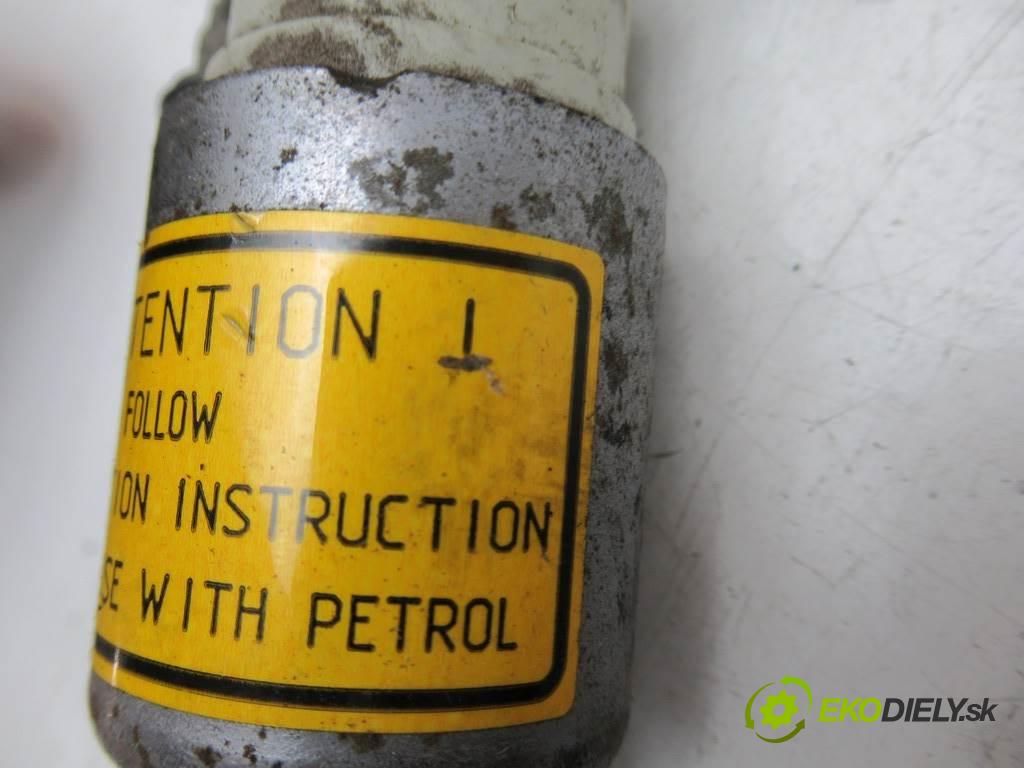 TENTION !
FOLLOW
ION INSTRUCTION
SE WITH PETROL
EKODIELY.sk